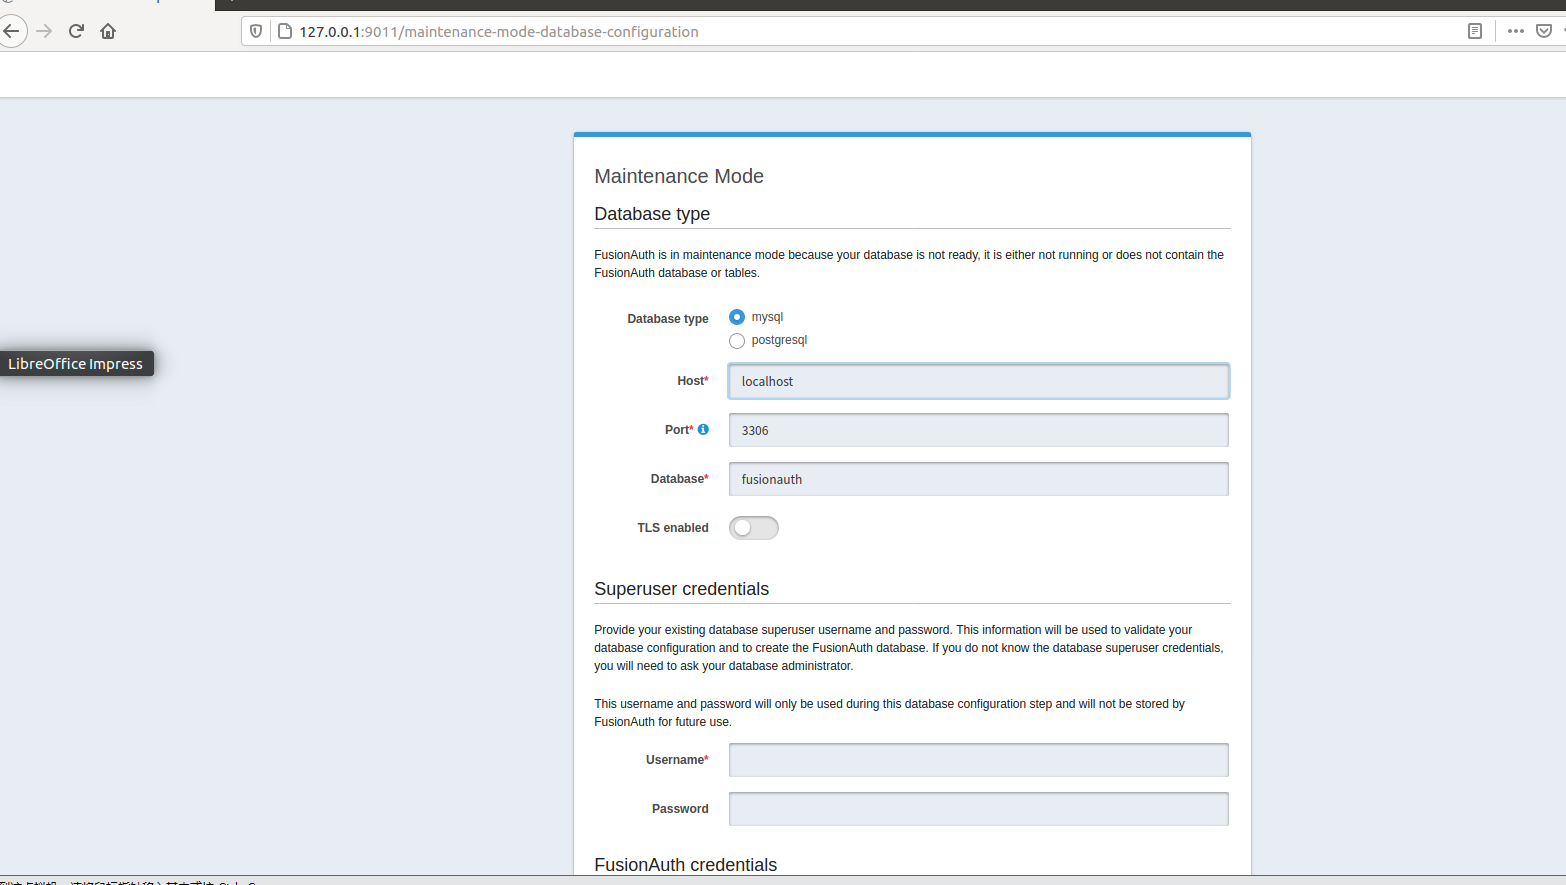 127.0.0.1:9011/maintenance-mode-database-configuration
Maintenance Mode
Database type
FusionAuth is in maintenance mode because your database is not ready, it is either not running or does not contain the
FusionAuth database or tables.
Database type
mysql
postgresql
LibreOffice Impress
Host*
localhost
Port*
3306
Database*
fusionauth
TLS enabled
Superuser credentials
Provide your existing database superuser username and password. This information will be used to validate your
database configuration and to create the FusionAuth database. If you do not know the database superuser credentials,
you will need to ask your database administrator.
This username and password will only be used during this database configuration step and will not be stored by
FusionAuth for future use.
Username*
Password
FusionAuth credentials